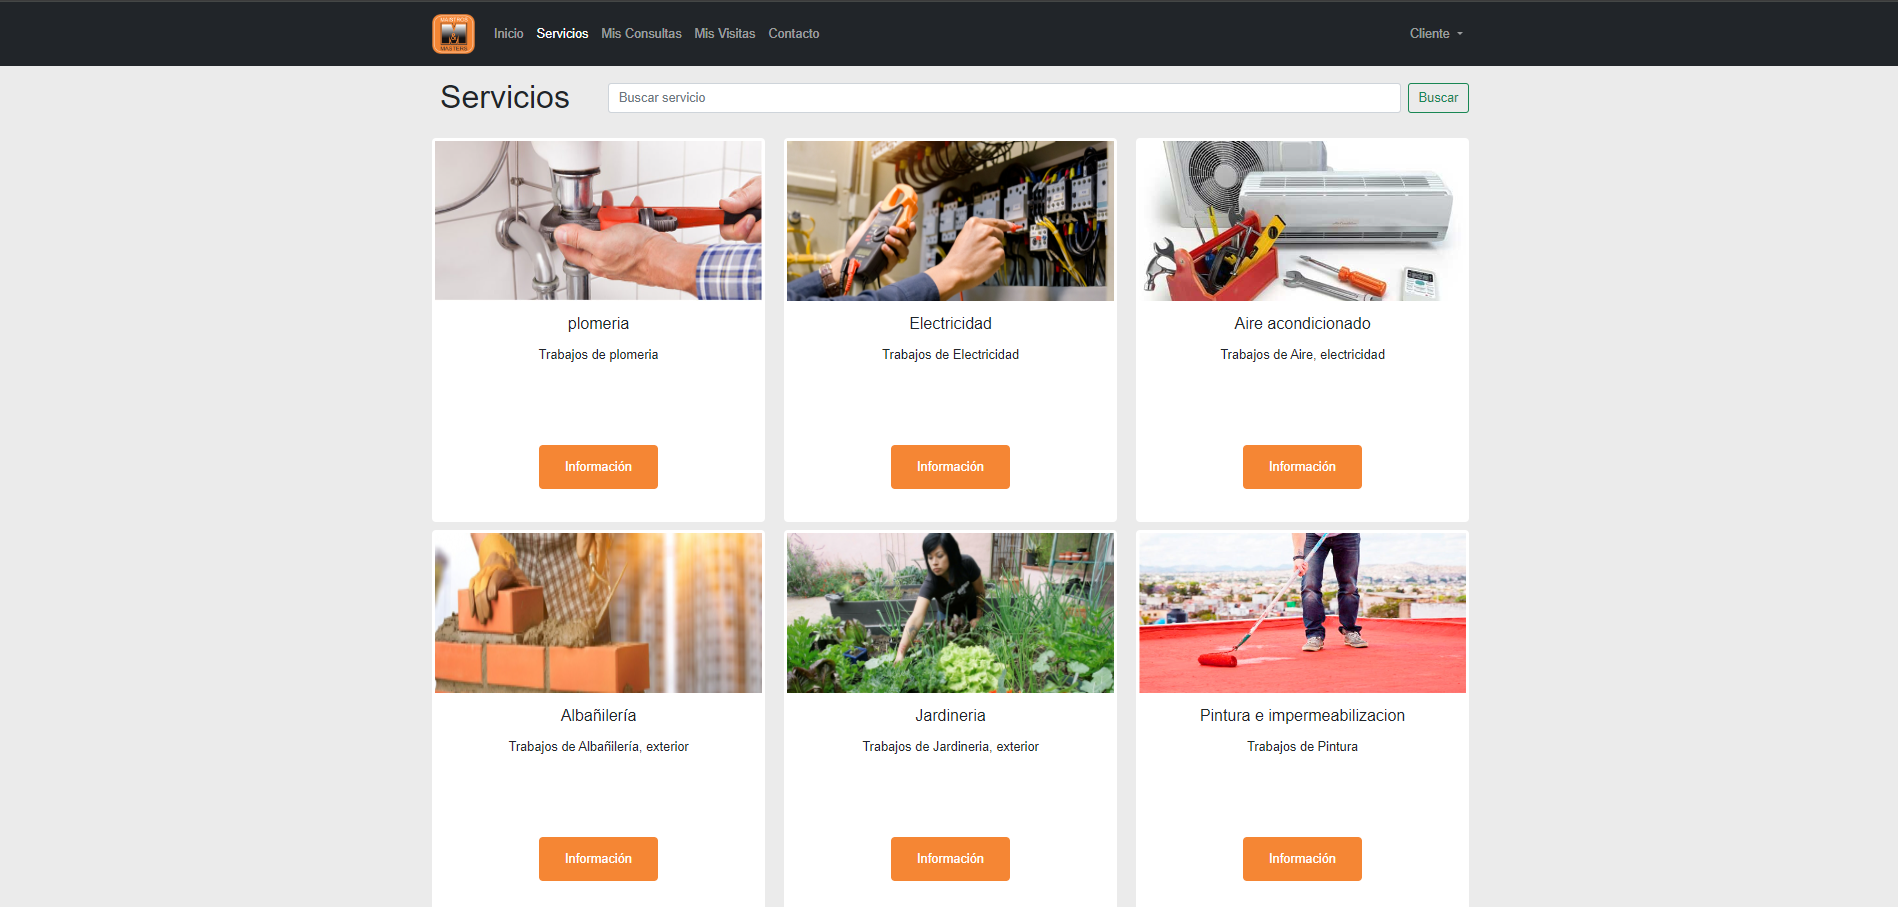 MAISTROS
M
&
MASTERS
Inicio Servicios Mis Consultas Mis Visitas Contacto Cliente
Servicios Buscar servicio Buscar
plomeria Electricidad Aire acondicionado
Trabajos de plomeria Trabajos de Electricidad Trabajos de Aire, electricidad
Información Información Información
Albañilería Jardineria Pintura e impermeabilizacion
Trabajos de Albañilería, exterior Trabajos de Jardineria, exterior Trabajos de Pintura
Información Información Información